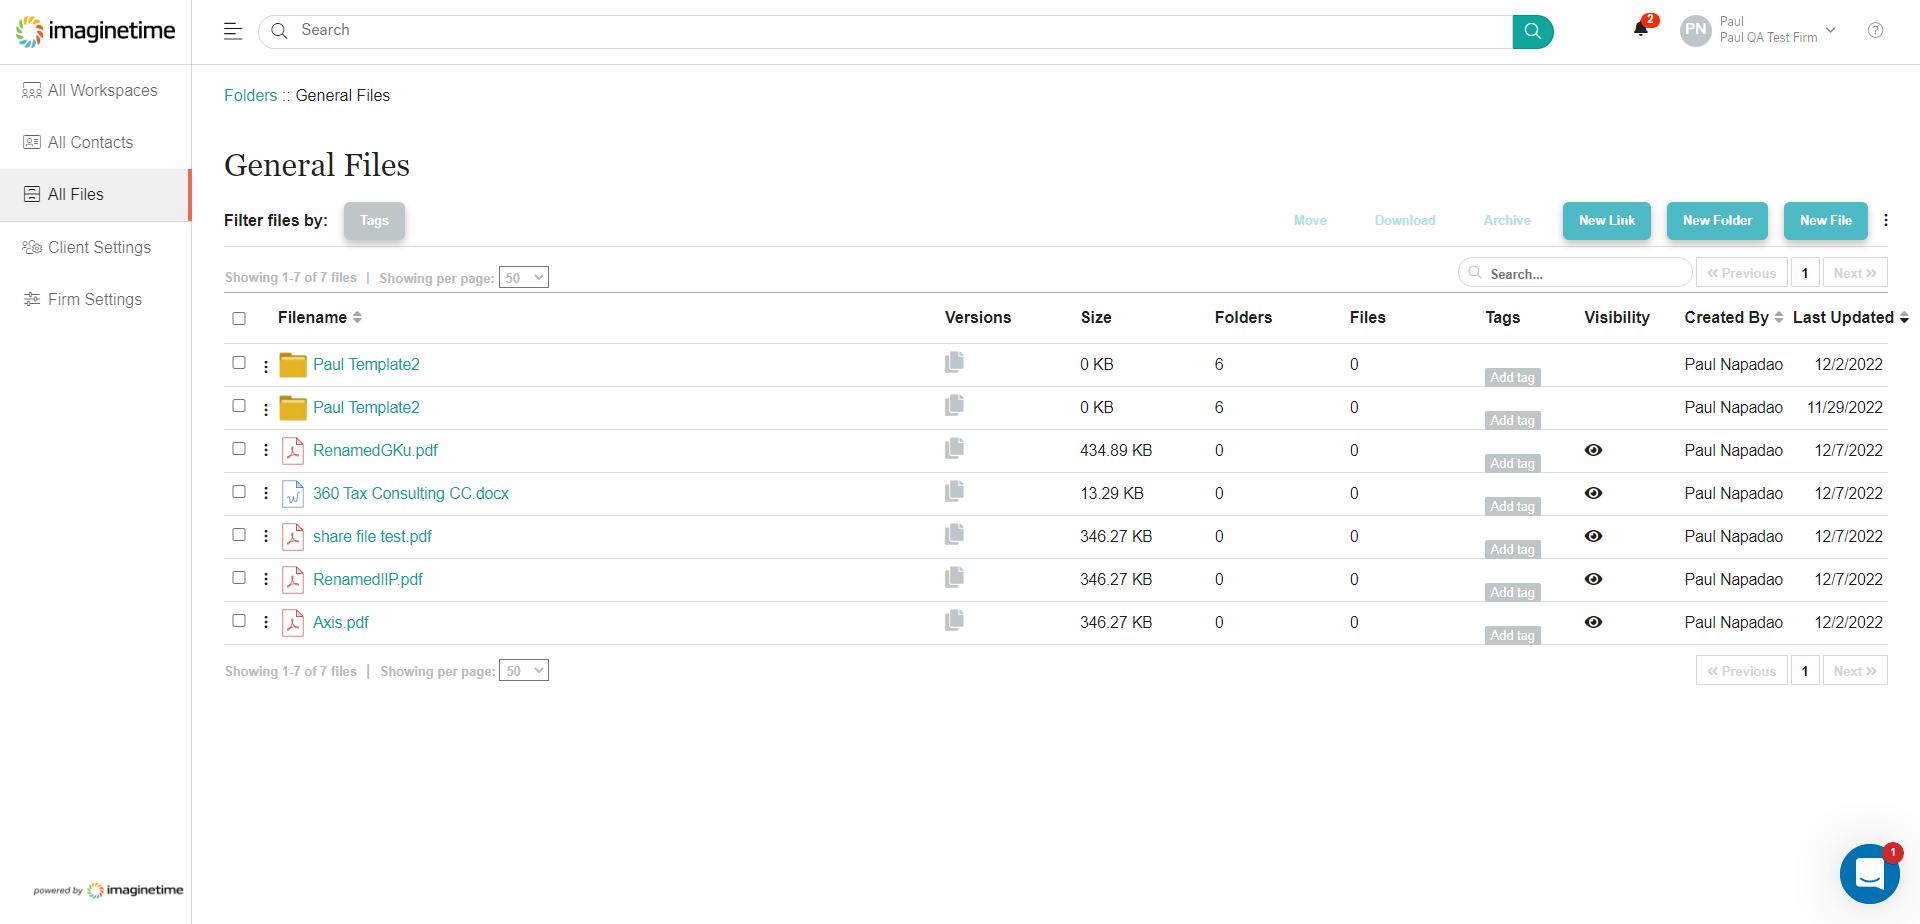 imaginetime
Search
2
PN
Paul
Paul QA Test Firm
All Workspaces
All Contacts
All Files
Client Settings
Firm Settings
Folders :: General Files
General Files
Filter files by: Tags
Move Download Archive New Link New Folder New File
Showing 1-7 of 7 files | Showing per page: 50
Search... « Previous 1 Next »
Filename Versions Size Folders Files Tags Visibility Created By Last Updated
Paul Template2 0 KB 6 0 Add tag Paul Napadao 12/2/2022
Paul Template2 0 KB 6 0 Add tag Paul Napadao 11/29/2022
RenamedGKu.pdf 434.89 KB 0 0 Add tag Paul Napadao 12/7/2022
360 Tax Consulting CC.docx 13.29 KB 0 0 Add tag Paul Napadao 12/7/2022
share file test.pdf 346.27 KB 0 0 Add tag Paul Napadao 12/7/2022
RenamedIIP.pdf 346.27 KB 0 0 Add tag Paul Napadao 12/7/2022
Axis.pdf 346.27 KB 0 0 Add tag Paul Napadao 12/2/2022
Showing 1-7 of 7 files | Showing per page: 50
« Previous 1 Next »
powered by imaginetime
1